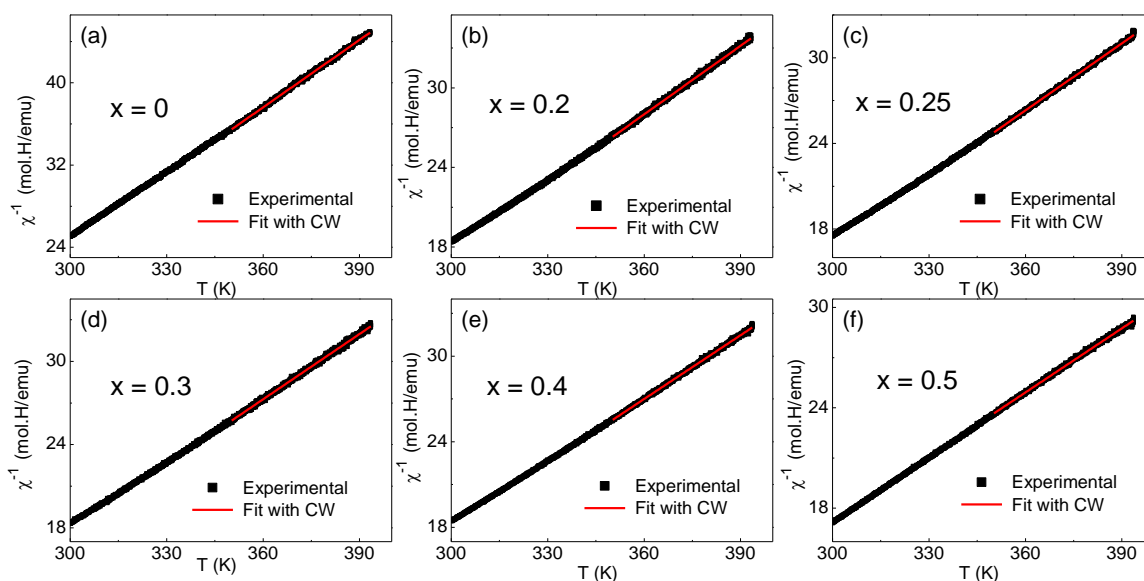 (a)
x = 0
χ⁻¹ (mol.H/emu)
40
32
24
300 330 360 390
T (K)
Experimental
Fit with CW
(b)
x = 0.2
χ⁻¹ (mol.H/emu)
30
24
18
300 330 360 390
T (K)
Experimental
Fit with CW
(c)
x = 0.25
χ⁻¹ (mol.H/emu)
30
24
18
300 330 360 390
T (K)
Experimental
Fit with CW
(d)
x = 0.3
χ⁻¹ (mol.H/emu)
30
24
18
300 330 360 390
T (K)
Experimental
Fit with CW
(e)
x = 0.4
χ⁻¹ (mol.H/emu)
30
24
18
300 330 360 390
T (K)
Experimental
Fit with CW
(f)
x = 0.5
χ⁻¹ (mol.H/emu)
30
24
18
300 330 360 390
T (K)
Experimental
Fit with CW